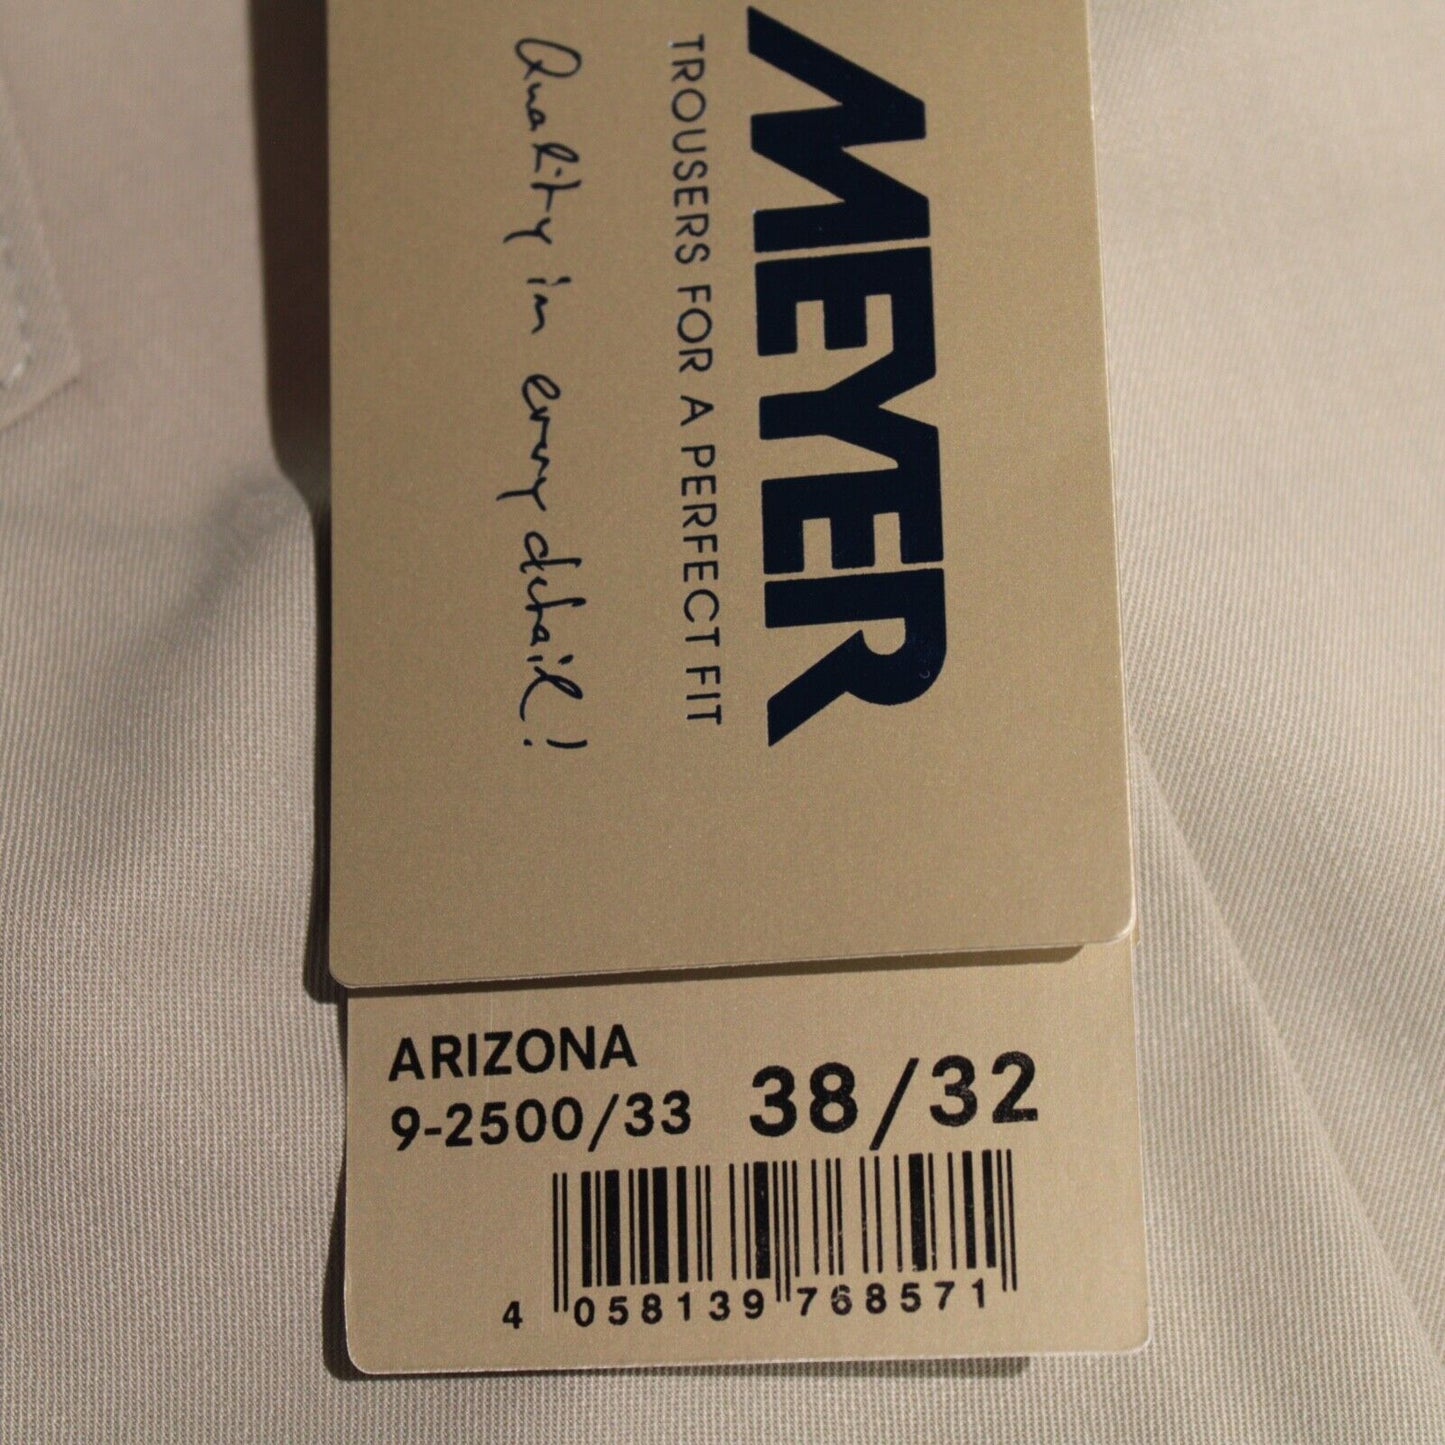 MEYER
TROUSERS FOR A PERFECT FIT
Quality in every detail!
ARIZONA
9-2500/33 38/32
4 058139 768571